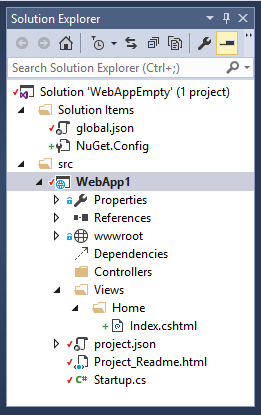 Solution Explorer
Search Solution Explorer (Ctrl+;)
Solution 'WebAppEmpty' (1 project)
Solution Items
global.json
NuGet.Config
src
WebApp1
Properties
References
wwwroot
Dependencies
Controllers
Views
Home
Index.cshtml
project.json
Project_Readme.html
C# Startup.cs